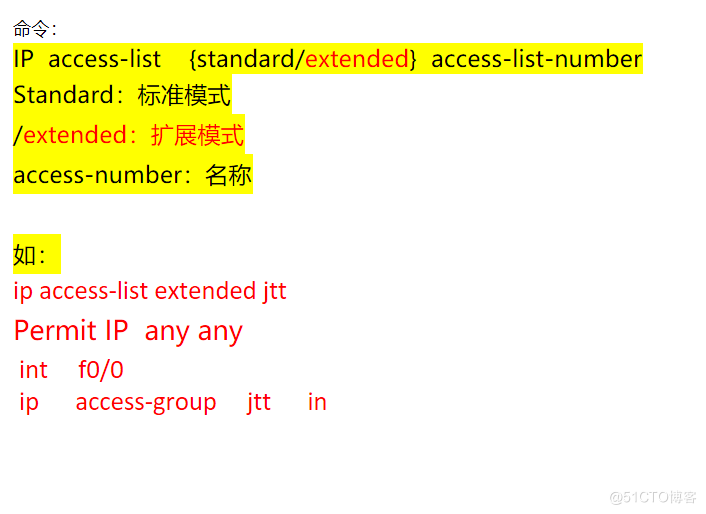 命令：
IP access-list {standard/extended} access-list-number
Standard：标准模式
/extended：扩展模式
access-number：名称
如：
ip access-list extended jtt
Permit IP any any
int f0/0
ip access-group jtt in
@51CTO博客